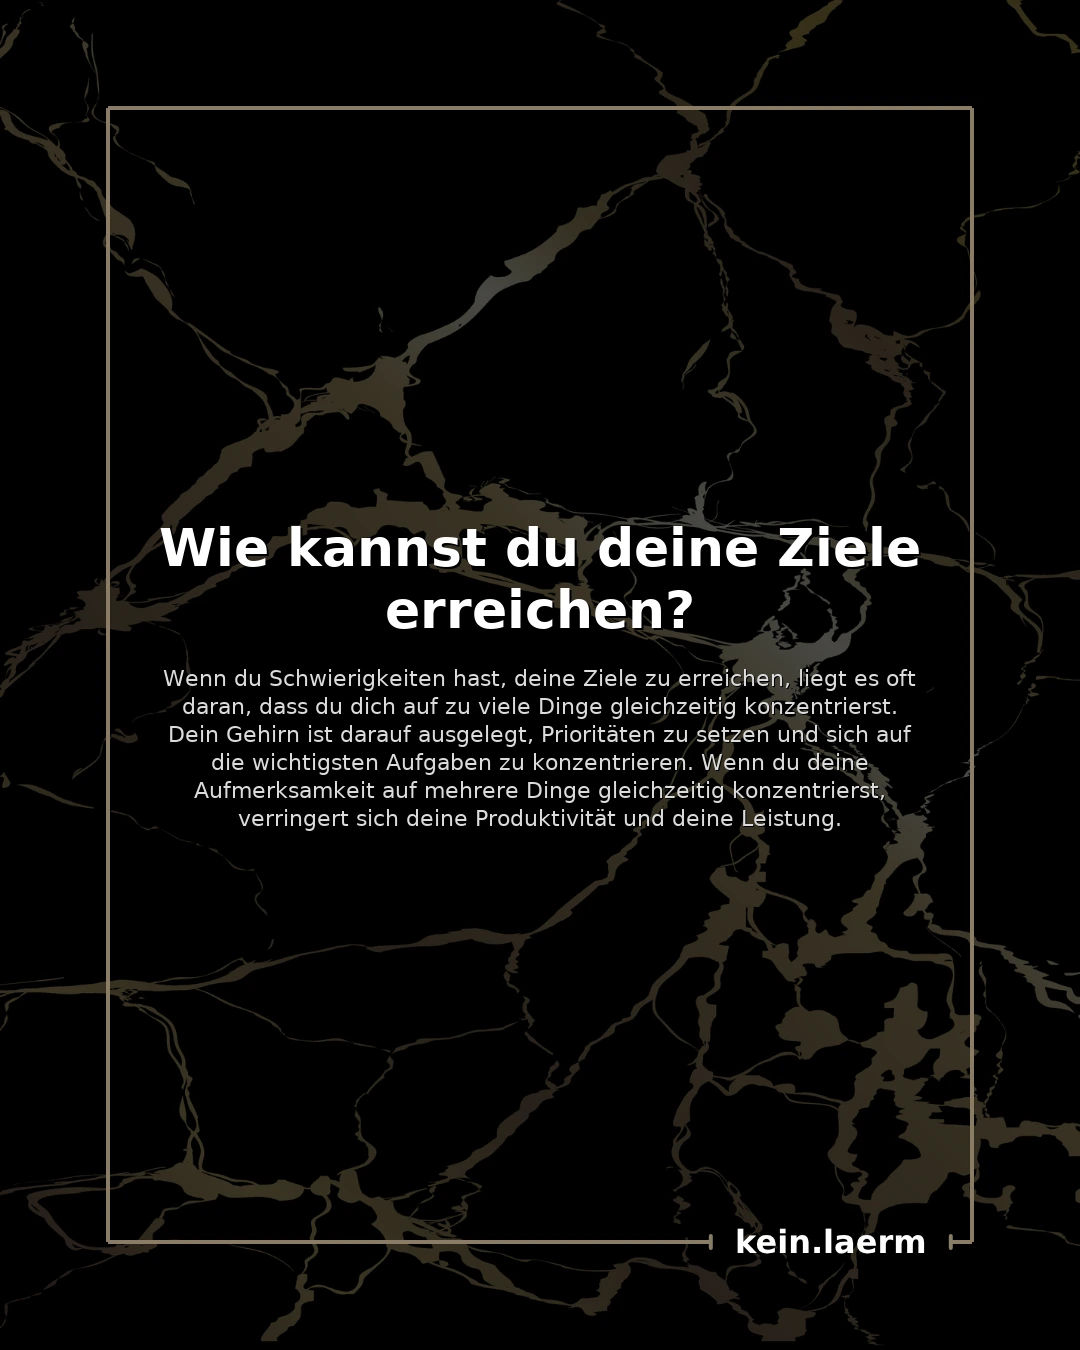 Wie kannst du deine Ziele
erreichen?
Wenn du Schwierigkeiten hast, deine Ziele zu erreichen, liegt es oft
daran, dass du dich auf zu viele Dinge gleichzeitig konzentrierst.
Dein Gehirn ist darauf ausgelegt, Prioritäten zu setzen und sich auf
die wichtigsten Aufgaben zu konzentrieren. Wenn du deine
Aufmerksamkeit auf mehrere Dinge gleichzeitig konzentrierst,
verringert sich deine Produktivität und deine Leistung.
kein.laerm